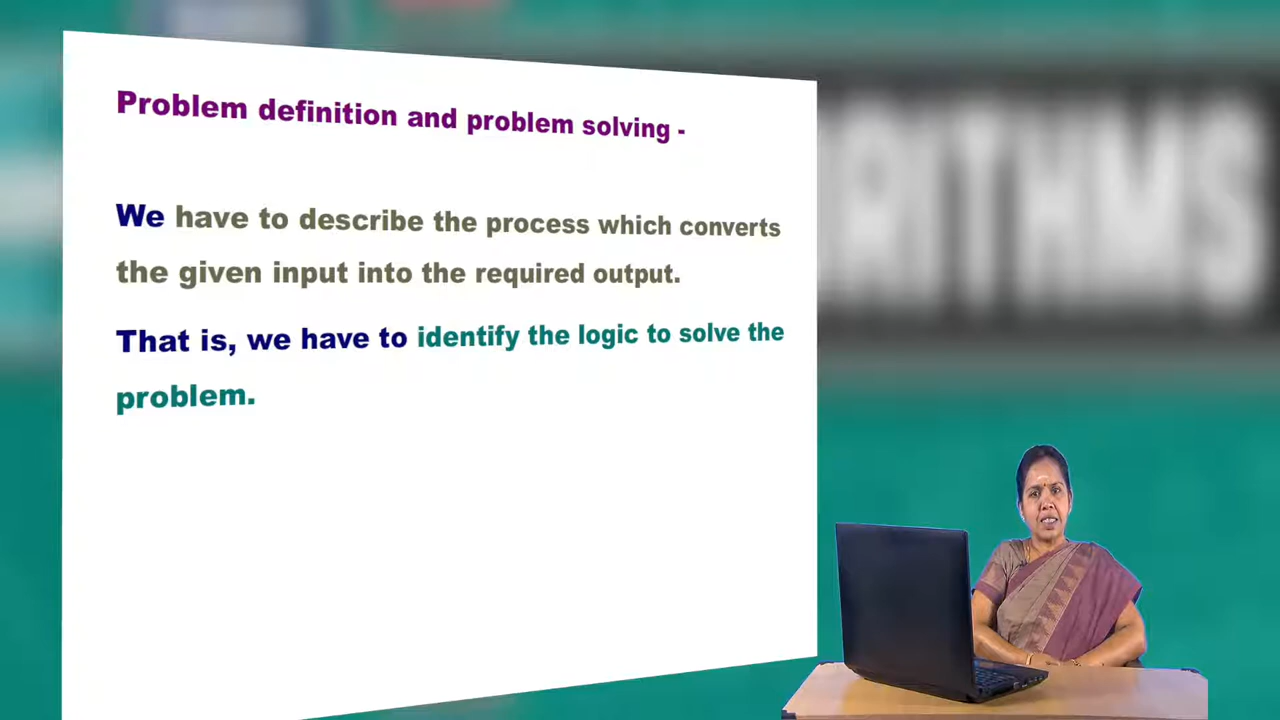 Problem definition and problem solving -
We have to describe the process which converts
the given input into the required output.
That is, we have to identify the logic to solve the
problem.